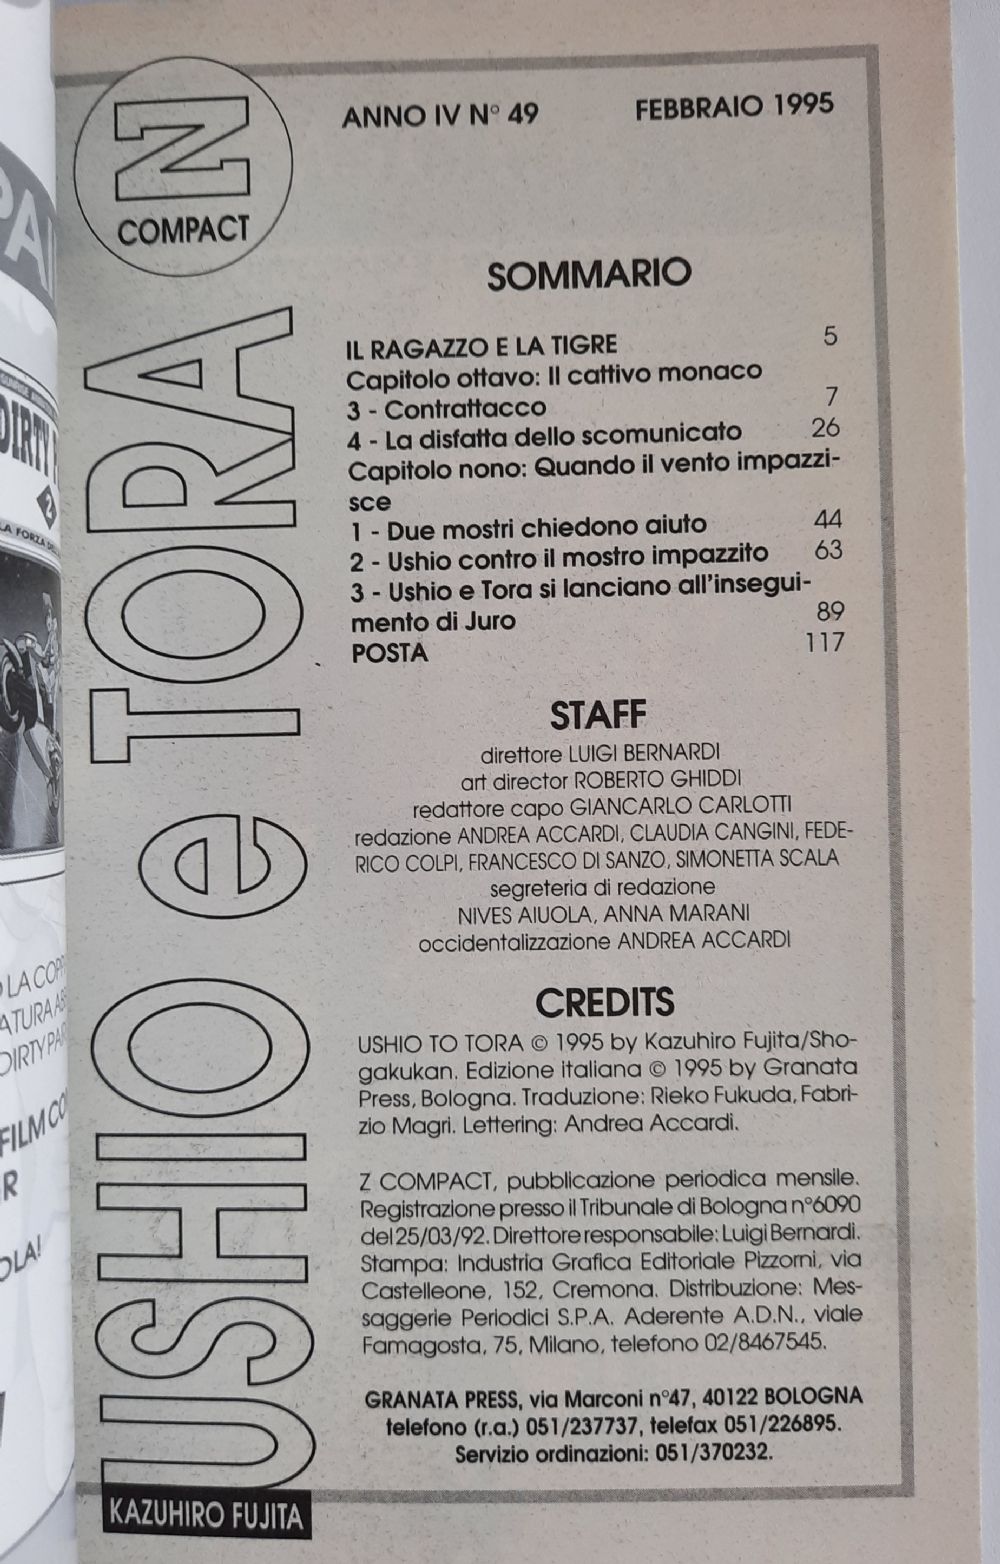 ANNO IV N° 49 FEBBRAIO 1995
Z
COMPACT
USHIO e TORA
KAZUHIRO FUJITA
SOMMARIO
IL RAGAZZO E LA TIGRE 5
Capitolo ottavo: Il cattivo monaco
3 - Contrattacco 7
4 - La disfatta dello scomunicato 26
Capitolo nono: Quando il vento impazzi-
sce
1 - Due mostri chiedono aiuto 44
2 - Ushio contro il mostro impazzito 63
3 - Ushio e Tora si lanciano all'insegui-
mento di Juro 89
POSTA 117
STAFF
direttore LUIGI BERNARDI
art director ROBERTO GHIDDI
redattore capo GIANCARLO CARLOTTI
redazione ANDREA ACCARDI, CLAUDIA CANGINI, FEDE-
RICO COLPI, FRANCESCO DI SANZO, SIMONETTA SCALA
segreteria di redazione
NIVES AIUOLA, ANNA MARANI
occidentalizzazione ANDREA ACCARDI
CREDITS
USHIO TO TORA © 1995 by Kazuhiro Fujita/Sho-
gakukan. Edizione italiana © 1995 by Granata
Press, Bologna. Traduzione: Rieko Fukuda, Fabri-
zio Magri. Lettering: Andrea Accardi.
Z COMPACT, pubblicazione periodica mensile.
Registrazione presso il Tribunale di Bologna n°6090
del 25/03/92. Direttore responsabile: Luigi Bernardi.
Stampa: Industria Grafica Editoriale Pizzorni, via
Castelleone, 152, Cremona. Distribuzione: Mes-
saggerie Periodici S.P.A. Aderente A.D.N., viale
Famagosta, 75, Milano, telefono 02/8467545.
GRANATA PRESS, via Marconi n°47, 40122 BOLOGNA
telefono (r.a.) 051/237737, telefax 051/226895.
Servizio ordinazioni: 051/370232.
DIRTY
2
LA FORZA
LA
DIRTY
FILM